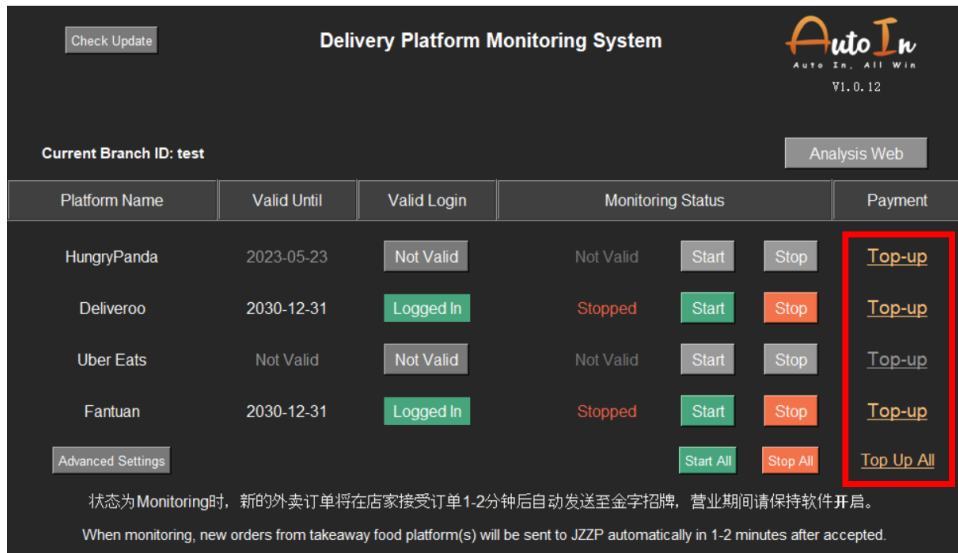 Check Update
Delivery Platform Monitoring System
AutoIn
Auto In, All Win
V1.0.12
Current Branch ID: test
Analysis Web
Platform Name Valid Until Valid Login Monitoring Status Payment
HungryPanda 2023-05-23 Not Valid Not Valid Start Stop Top-up
Deliveroo 2030-12-31 Logged In Stopped Start Stop Top-up
Uber Eats Not Valid Not Valid Not Valid Start Stop Top-up
Fantuan 2030-12-31 Logged In Stopped Start Stop Top-up
Advanced Settings Start All Stop All Top Up All
状态为Monitoring时，新的外卖订单将在店家接受订单1-2分钟后自动发送至金字招牌，营业期间请保持软件开启。
When monitoring, new orders from takeaway food platform(s) will be sent to JZZP automatically in 1-2 minutes after accepted.